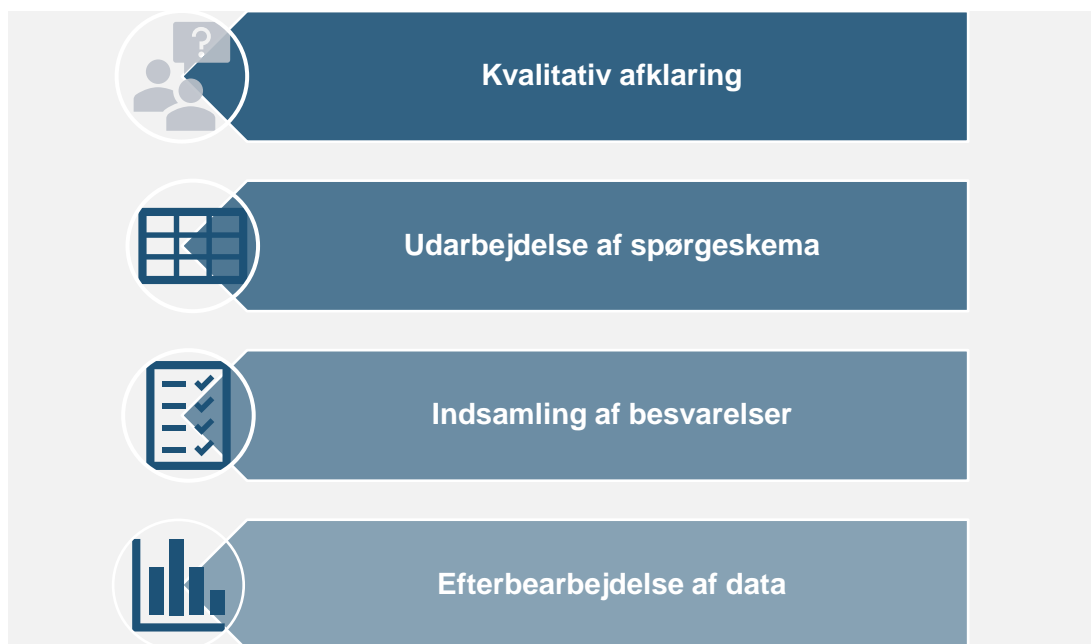 ?
Kvalitativ afklaring
Udarbejdelse af spørgeskema
Indsamling af besvarelser
Efterbearbejdelse af data